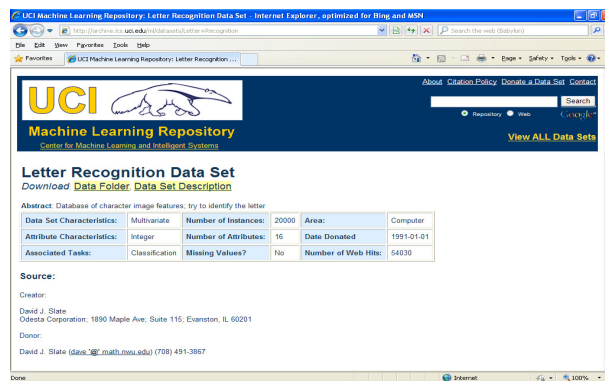 UCI Machine Learning Repository: Letter Recognition Data Set - Internet Explorer, optimized for Bing and MSN
http://archive.ics.uci.edu/ml/datasets/Letter+Recognition
Search the web (Babylon)
File Edit View Favorites Tools Help
Favorites UCI Machine Learning Repository: Letter Recognition ...
Page Safety Tools
About Citation Policy Donate a Data Set Contact
UCI
Search
Repository Web Google
Machine Learning Repository
View ALL Data Sets
Center for Machine Learning and Intelligent Systems
Letter Recognition Data Set
Download: Data Folder, Data Set Description
Abstract: Database of character image features; try to identify the letter
Data Set Characteristics: Multivariate Number of Instances: 20000 Area: Computer
Attribute Characteristics: Integer Number of Attributes: 16 Date Donated 1991-01-01
Associated Tasks: Classification Missing Values? No Number of Web Hits: 54030
Source:
Creator:
David J. Slate
Odesta Corporation; 1890 Maple Ave; Suite 115; Evanston, IL 60201
Donor:
David J. Slate (dave '@' math.nwu.edu) (708) 491-3867
Done Internet 100%